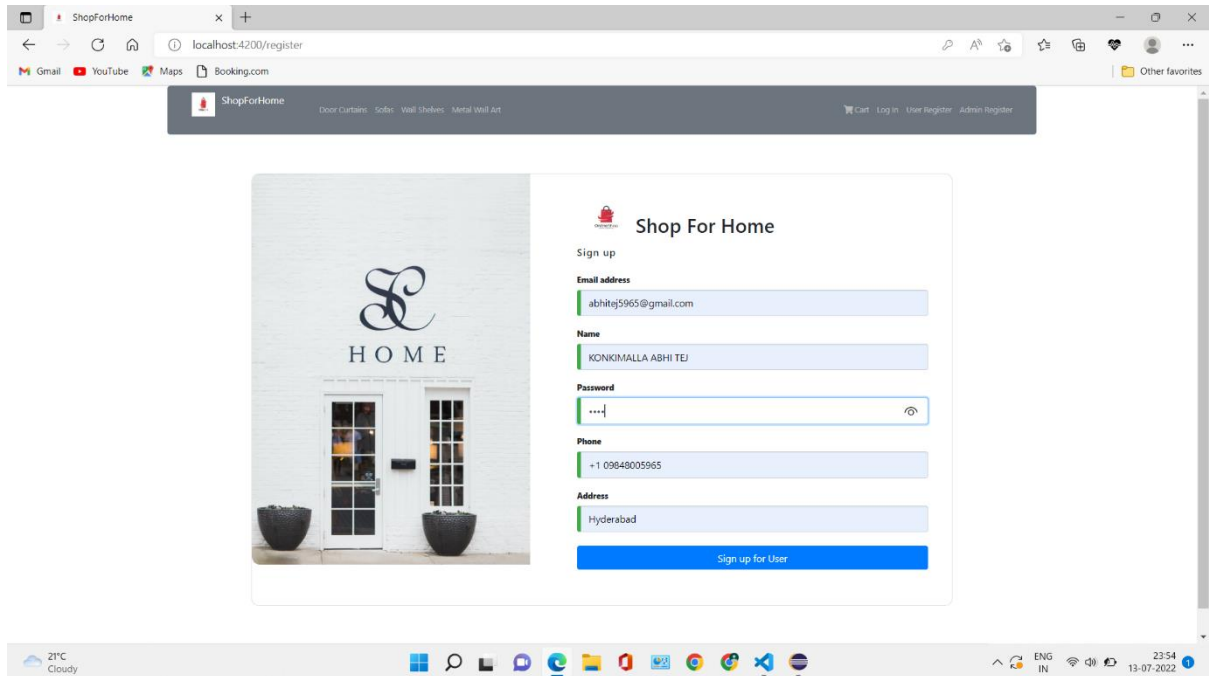 ShopForHome
localhost:4200/register
Gmail YouTube Maps Booking.com Other favorites
ShopForHome Door Curtains Sofas Wall Shelves Metal Wall Art Cart Log In User Register Admin Register
Shop For Home
Sign up
Email address
abhitej5965@gmail.com
Name
KONKIMALLA ABHI TEJ
Password
••••
Phone
+1 09848005965
Address
Hyderabad
Sign up for User
SC
HOME
21°C
Cloudy
ENG
IN
23:54
13-07-2022
1